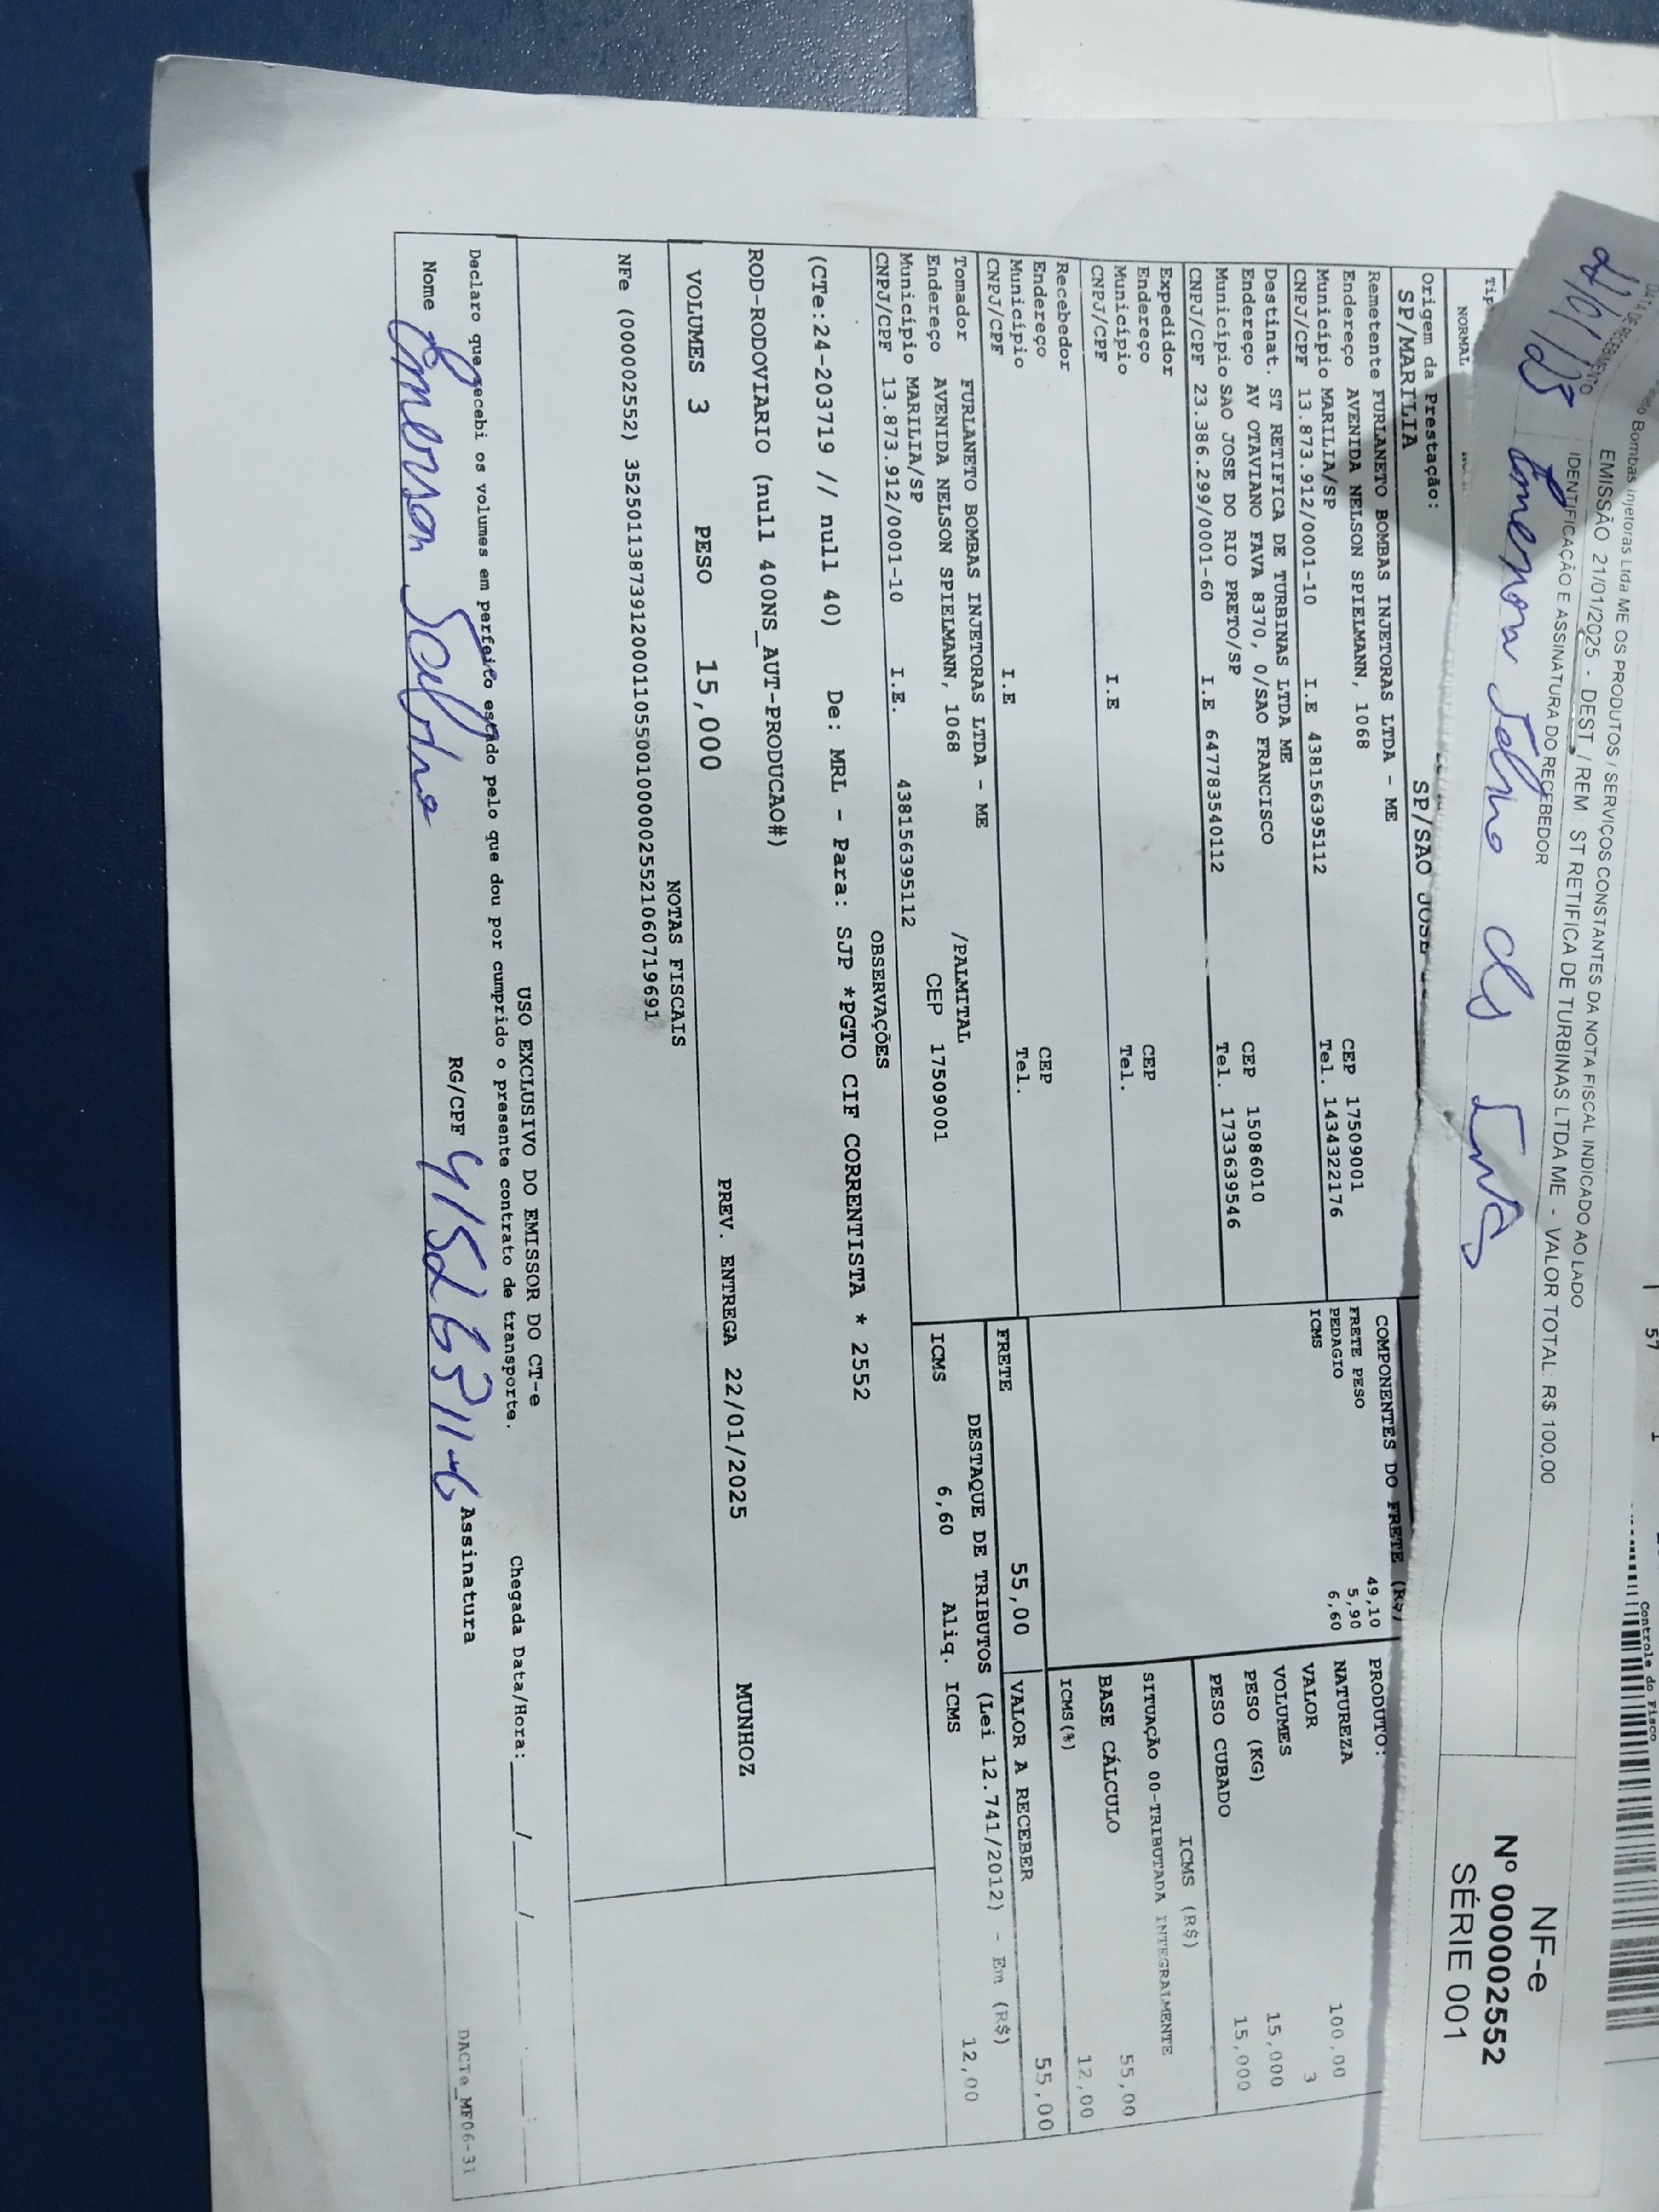 Bombas Injetoras Ltda ME OS PRODUTOS / SERVIÇOS CONSTANTES DA NOTA FISCAL INDICADO AO LADO
EMISSÃO 21/01/2025 - DEST / REM: ST RETIFICA DE TURBINAS LTDA ME - VALOR TOTAL: R$ 100,00
DATA DE RECEBIMENTO
IDENTIFICAÇÃO E ASSINATURA DO RECEBEDOR
NF-e
Nº 000002552
SÉRIE 001
Controle do Fisco
NORMAL
Origem da Prestação:
SP/MARILIA
SP/SAO JOSE
Remetente FURLANETO BOMBAS INJETORAS LTDA - ME
Endereço AVENIDA NELSON SPIELMANN, 1068 CEP 17509001
Município MARILIA/SP Tel. 1434322176
CNPJ/CPF 13.873.912/0001-10 I.E 438156395112
Destinat. ST RETIFICA DE TURBINAS LTDA ME
Endereço AV OTAVIANO FAVA 8370, 0/SAO FRANCISCO CEP 15086010
Município SAO JOSE DO RIO PRETO/SP Tel. 1733639546
CNPJ/CPF 23.386.299/0001-60 I.E 647783540112
Expedidor
Endereço CEP
Município Tel.
CNPJ/CPF I.E
Recebedor
Endereço CEP
Município Tel.
CNPJ/CPF I.E
Tomador FURLANETO BOMBAS INJETORAS LTDA - ME
Endereço AVENIDA NELSON SPIELMANN, 1068 /PALMITAL
Município MARILIA/SP CEP 17509001
CNPJ/CPF 13.873.912/0001-10 I.E. 438156395112
COMPONENTES DO FRETE (R$)
FRETE PESO 49,10
PEDAGIO 5,90
ICMS 6,60
PRODUTO:
NATUREZA
VALOR 100,00
VOLUMES 3
PESO (KG) 15,000
PESO CUBADO 15,000
ICMS (R$)
SITUAÇÃO 00-TRIBUTADA INTEGRALMENTE
BASE CÁLCULO 55,00
ICMS(%) 12,00
FRETE 55,00 VALOR A RECEBER 55,00
DESTAQUE DE TRIBUTOS (Lei 12.741/2012) - Em (R$)
ICMS 6,60 Aliq. ICMS 12,00
OBSERVAÇÕES
(CTe:24-203719 // null 40) De: MRL - Para: SJP *PGTO CIF CORRENTISTA * 2552
ROD-RODOVIARIO (null 400NS_AUT-PRODUCAO#)
VOLUMES 3 PESO 15,000 PREV. ENTREGA 22/01/2025 MUNHOZ
NOTAS FISCAIS
NFe (000002552) 35250113873912000110550010000025521060719691
USO EXCLUSIVO DO EMISSOR DO CT-e
Declaro que recebi os volumes em perfeito estado pelo que dou por cumprido o presente contrato de transporte. Chegada Data/Hora: ____/____/____ ____:____
Nome Emerson RG/CPF Assinatura
DACTe_MF06-31